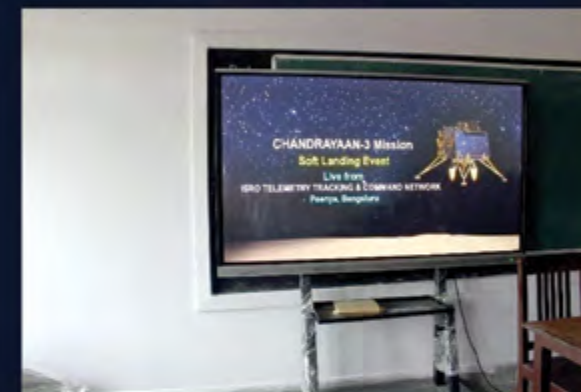 CHANDRAYAAN-3 Mission
Soft Landing Event
Live from
ISRO TELEMETRY TRACKING & COMMAND NETWORK
Peenya, Bengaluru